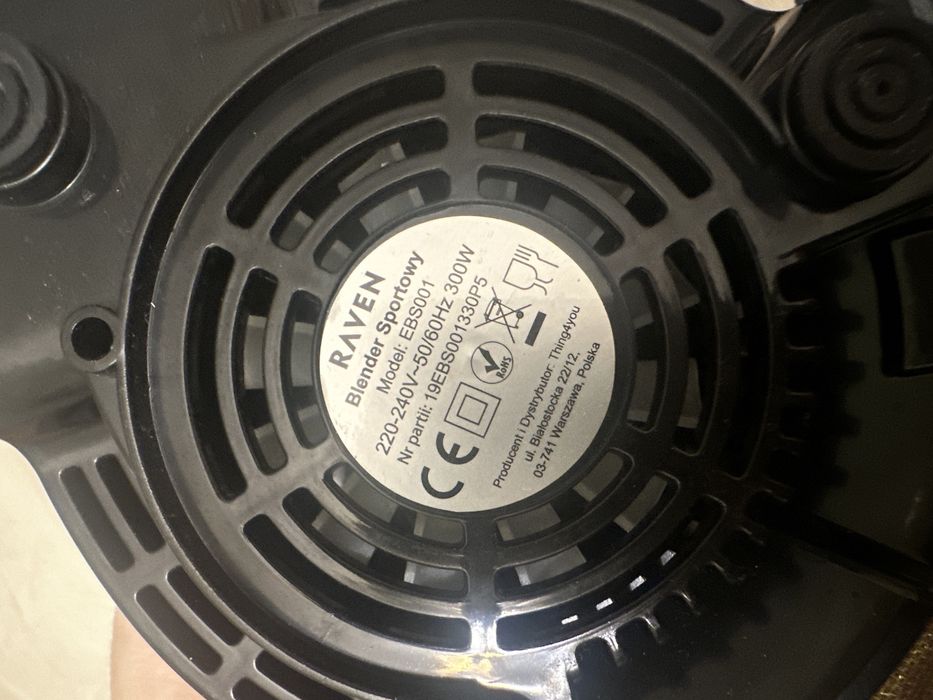 RAVEN
Blender Sportowy
Model: EBS001
220-240V~50/60Hz 300W
Nr partii: 19EBS001330P5
CE
RoHS
Producent i Dystrybutor: Thing4you
ul. Białostocka 22/12,
03-741 Warszawa, Polska